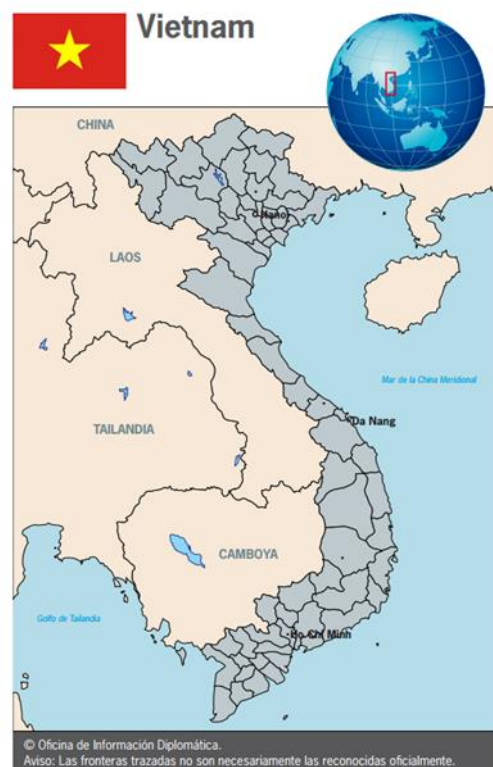 Vietnam
CHINA
Hanoi
LAOS
Mar de la China Meridional
Da Nang
TAILANDIA
CAMBOYA
Golfo de Tailandia
Ho Chi Minh
© Oficina de Información Diplomática.
Aviso: Las fronteras trazadas no son necesariamente las reconocidas oficialmente.